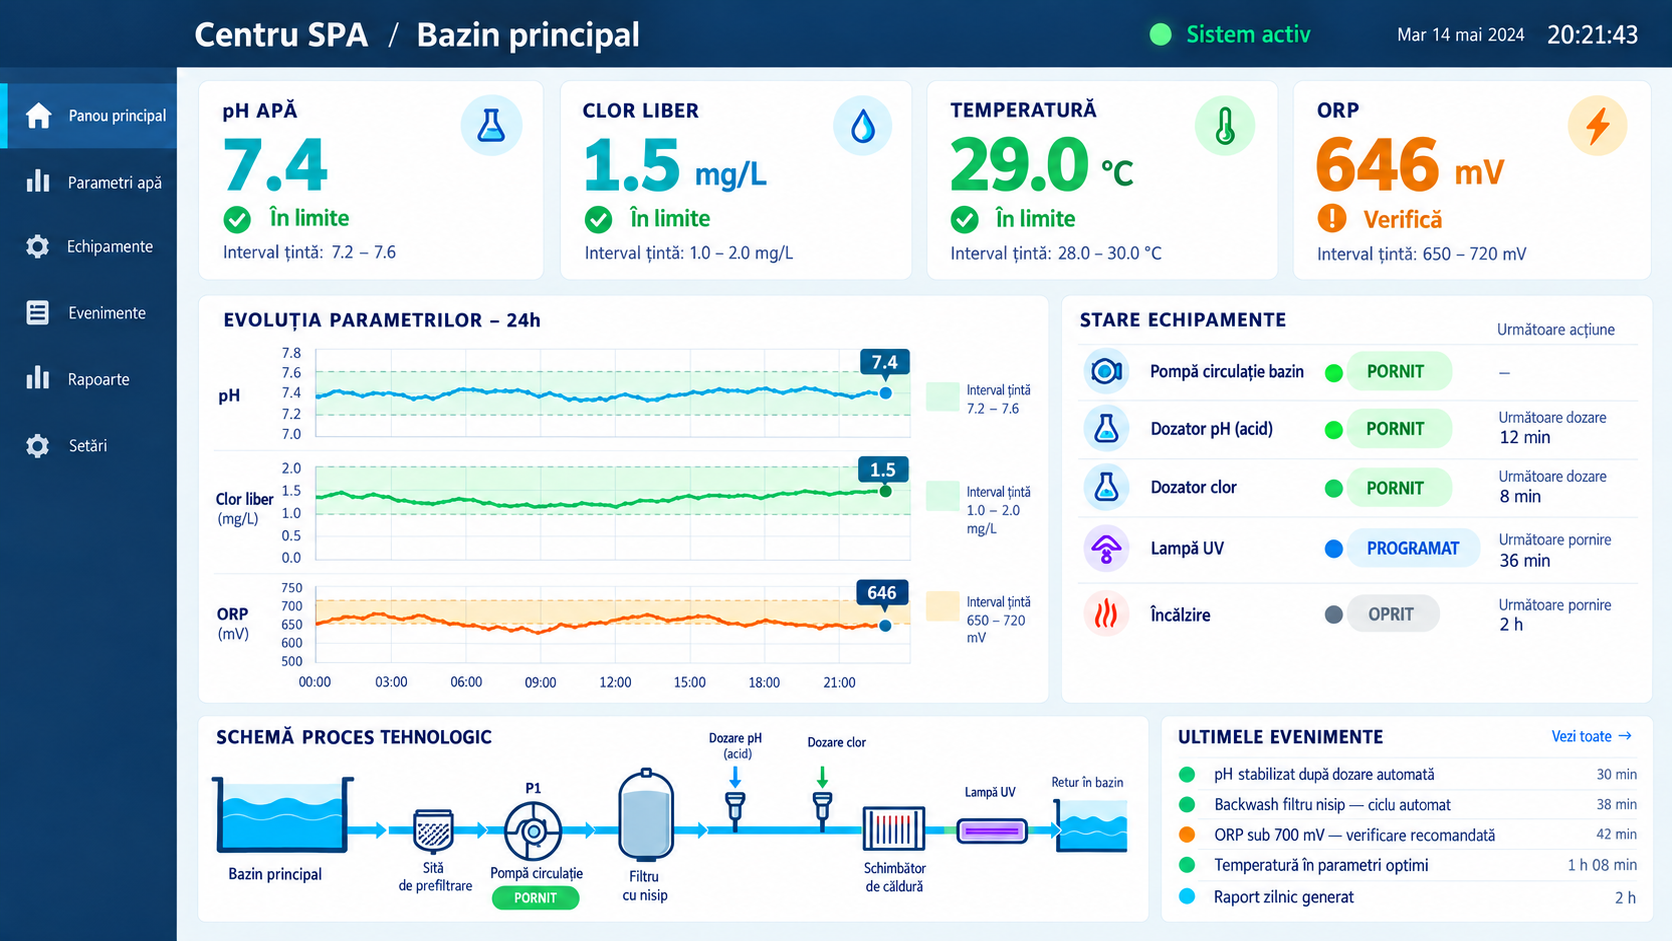 Centru SPA / Bazin principal
Sistem activ
Mar 14 mai 2024
20:21:43
Panou principal
Parametri apă
Echipamente
Evenimente
Rapoarte
Setări
pH APĂ
7.4
În limite
Interval țintă: 7.2 – 7.6
CLOR LIBER
1.5 mg/L
În limite
Interval țintă: 1.0 – 2.0 mg/L
TEMPERATURĂ
29.0 °C
În limite
Interval țintă: 28.0 – 30.0 °C
ORP
646 mV
Verifică
Interval țintă: 650 – 720 mV
EVOLUȚIA PARAMETRILOR – 24h
pH
7.8
7.6
7.4
7.2
7.0
7.4
Interval țintă
7.2 – 7.6
Clor liber
(mg/L)
2.0
1.5
1.0
0.5
0.0
1.5
Interval țintă
1.0 – 2.0
mg/L
ORP
(mV)
750
700
650
600
500
646
Interval țintă
650 – 720
mV
00:00 03:00 06:00 09:00 12:00 15:00 18:00 21:00
STARE ECHIPAMENTE
Următoare acțiune
Pompă circulație bazin
PORNIT
–
Dozator pH (acid)
PORNIT
Următoare dozare
12 min
Dozator clor
PORNIT
Următoare dozare
8 min
Lampă UV
PROGRAMAT
Următoare pornire
36 min
Încălzire
OPRIT
Următoare pornire
2 h
SCHEMĂ PROCES TEHNOLOGIC
Bazin principal
Sită
de prefiltrare
P1
Pompă circulație
PORNIT
Filtru
cu nisip
Dozare pH
(acid)
Dozare clor
Schimbător
de căldură
Lampă UV
Retur în bazin
ULTIMELE EVENIMENTE
Vezi toate →
pH stabilizat după dozare automată 30 min
Backwash filtru nisip — ciclu automat 38 min
ORP sub 700 mV — verificare recomandată 42 min
Temperatură în parametri optimi 1 h 08 min
Raport zilnic generat 2 h